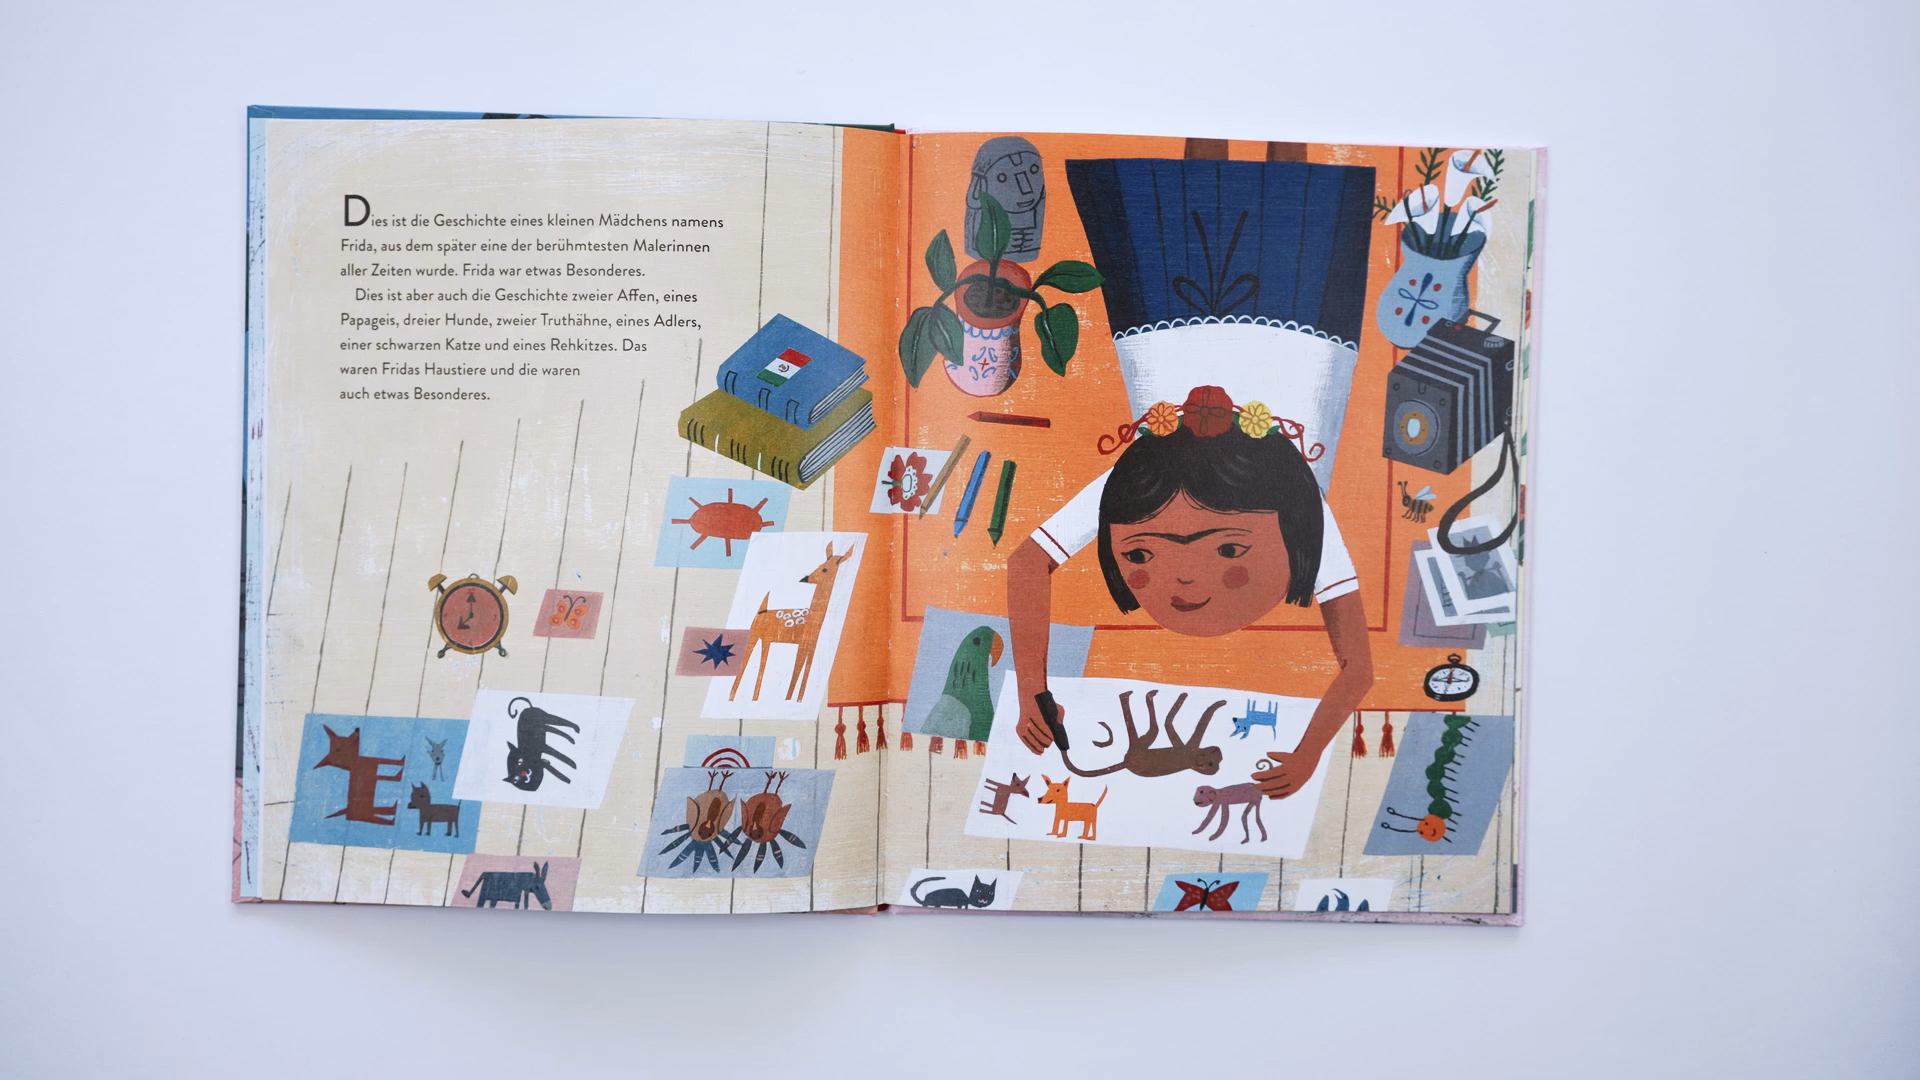 Dies ist die Geschichte eines kleinen Mädchens namens
Frida, aus dem später eine der berühmtesten Malerinnen
aller Zeiten wurde. Frida war etwas Besonderes.
Dies ist aber auch die Geschichte zweier Affen, eines
Papageis, dreier Hunde, zweier Truthähne, eines Adlers,
einer schwarzen Katze und eines Rehkitzes. Das
waren Fridas Haustiere und die waren
auch etwas Besonderes.